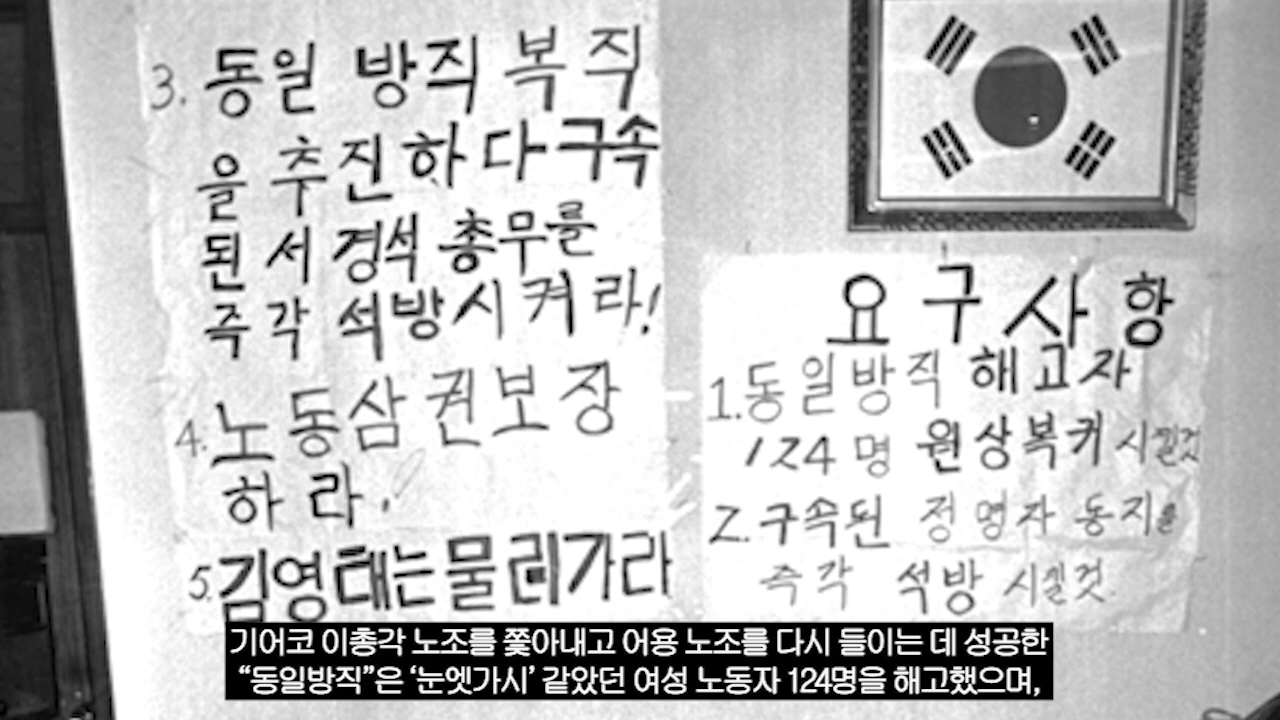 3. 동일 방직 복직
을 추진하다 구속
된 서경석 총무를
즉각 석방시켜라!
4. 노동삼권보장
하라.
5. 김영태는 물러가라
요구사항
1. 동일방직 해고자
124명 원상복귀 시킬것
2. 구속된 정명자 동지를
즉각 석방 시킬것.
기어코 이총각 노조를 쫓아내고 어용 노조를 다시 들이는 데 성공한
“동일방직”은 ‘눈엣가시’ 같았던 여성 노동자 124명을 해고했으며,